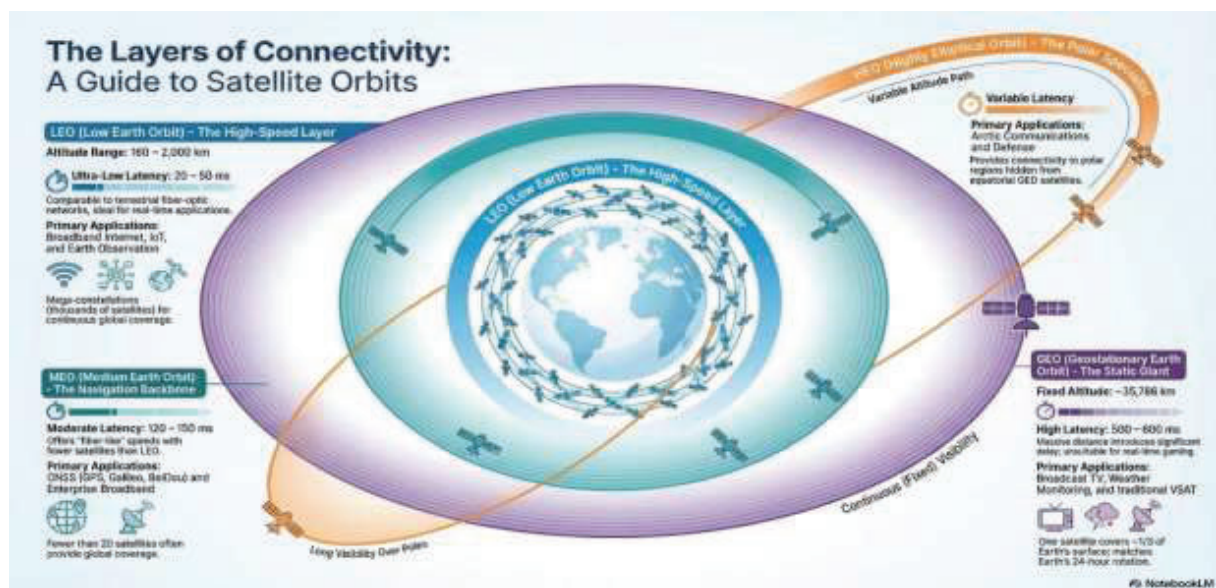 The Layers of Connectivity:
A Guide to Satellite Orbits
LEO (Low Earth Orbit) - The High-Speed Layer
Altitude Range: 160 – 2,000 km
Ultra-Low Latency: 20 – 50 ms
Comparable to terrestrial fiber-optic
networks, ideal for real-time applications.
Primary Applications:
Broadband Internet, IoT,
and Earth Observation
Mega-constellations
(thousands of satellites) for
continuous global coverage.
MEO (Medium Earth Orbit)
- The Navigation Backbone
Moderate Latency: 120 – 150 ms
Offers "fiber-like" speeds with
fewer satellites than LEO.
Primary Applications:
GNSS (GPS, Galileo, BeiDou) and
Enterprise Broadband
Fewer than 20 satellites often
provide global coverage.
LEO (Low Earth Orbit) - The High-Speed Layer
Long Visibility Over Poles
Continuous (Fixed) Visibility
HEO (Highly Elliptical Orbit) - The Polar Specialist
Variable Altitude Path
Variable Latency
Primary Applications:
Arctic Communications
and Defense
Provides connectivity to polar
regions hidden from
equatorial GEO satellites.
GEO (Geostationary Earth
Orbit) - The Static Giant
Fixed Altitude: ~35,786 km
High Latency: 500 – 600 ms
Massive distance introduces significant
delay; unsuitable for real-time gaming.
Primary Applications:
Broadcast TV, Weather
Monitoring, and traditional VSAT
One satellite covers ~1/3 of
Earth's surface; matches
Earth's 24-hour rotation.
NotebookLM